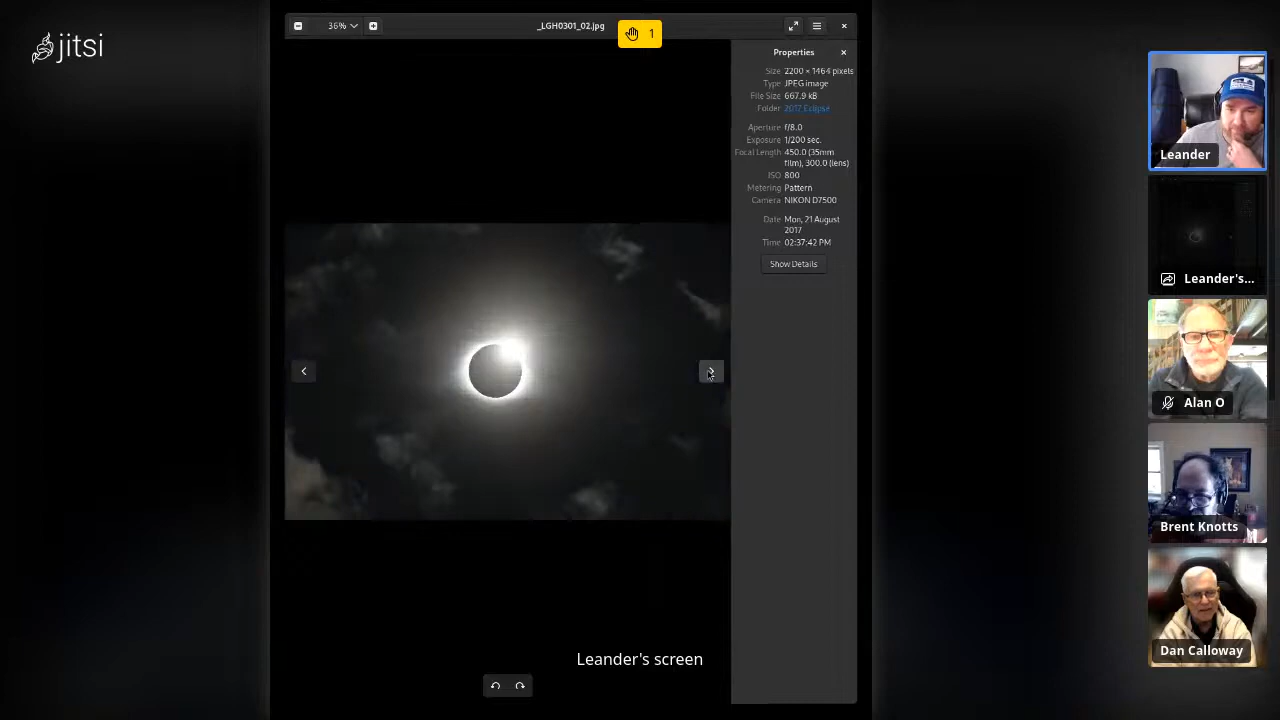 jitsi
36%
_LGH0301_02.jpg
1
Properties
Size 2200 × 1464 pixels
Type JPEG image
File Size 667.9 kB
Folder 2017 Eclipse
Aperture f/8.0
Exposure 1/200 sec.
Focal Length 450.0 (35mm
film), 300.0 (lens)
ISO 800
Metering Pattern
Camera NIKON D7500
Date Mon, 21 August
2017
Time 02:37:42 PM
Show Details
Leander's screen
Leander
Leander's...
Alan O
Brent Knotts
Dan Calloway